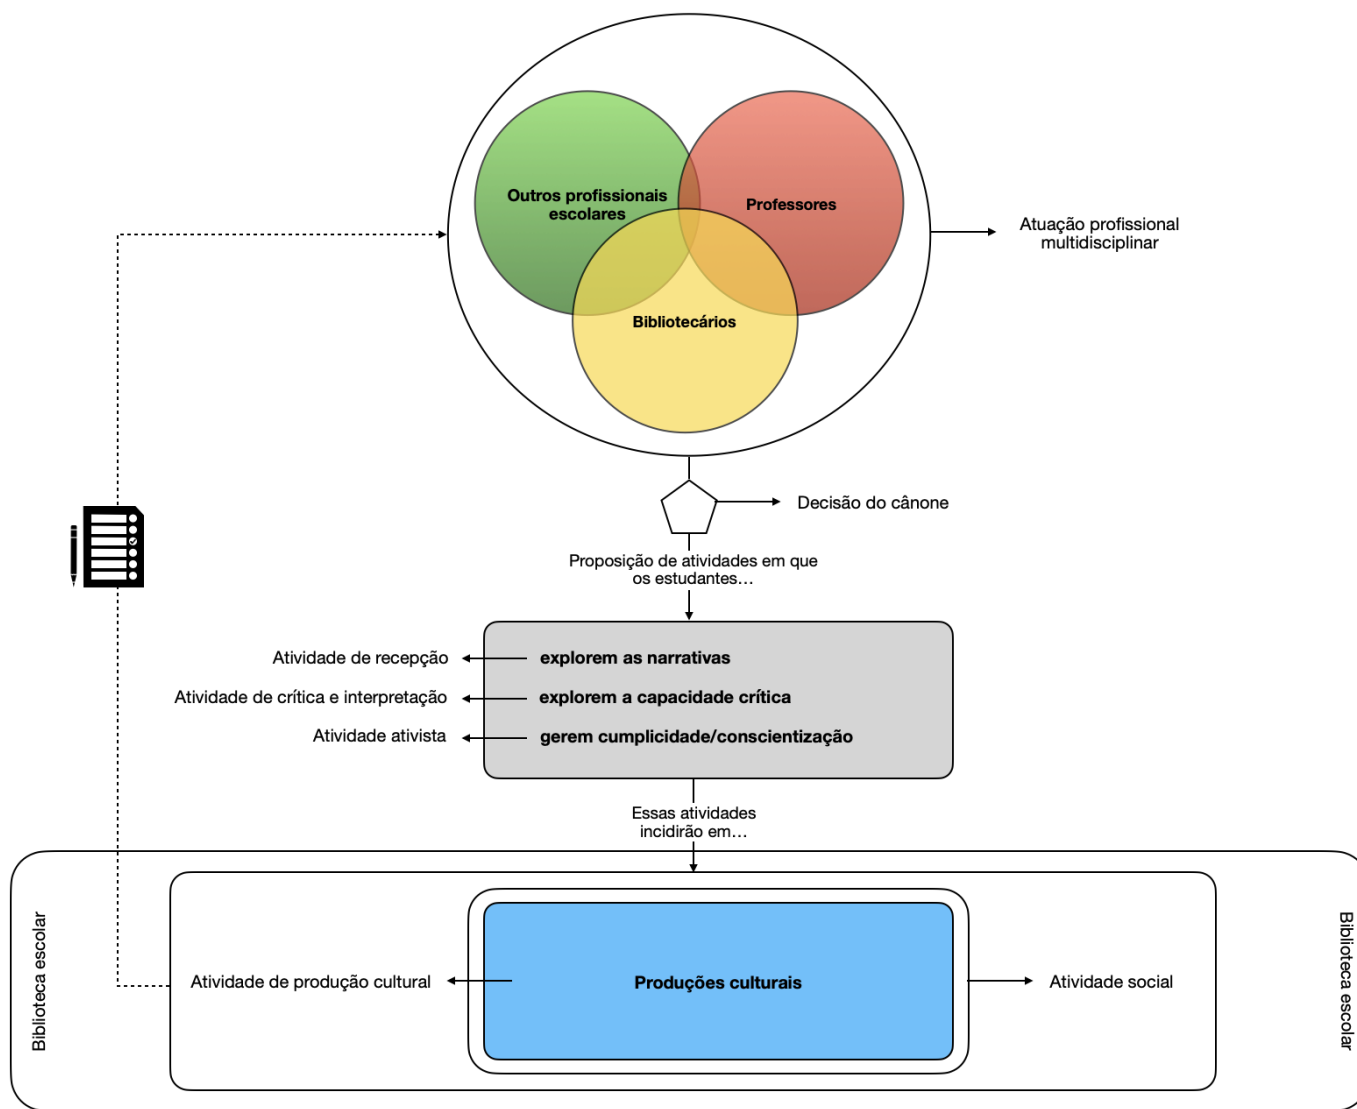 Outros profissionais
escolares
Professores
Bibliotecários
Atuação profissional
multidisciplinar
Decisão do cânone
Proposição de atividades em que
os estudantes…
Atividade de recepção
explorem as narrativas
Atividade de crítica e interpretação
explorem a capacidade crítica
Atividade ativista
gerem cumplicidade/conscientização
Essas atividades
incidirão em…
Biblioteca escolar
Atividade de produção cultural
Produções culturais
Atividade social
Biblioteca escolar